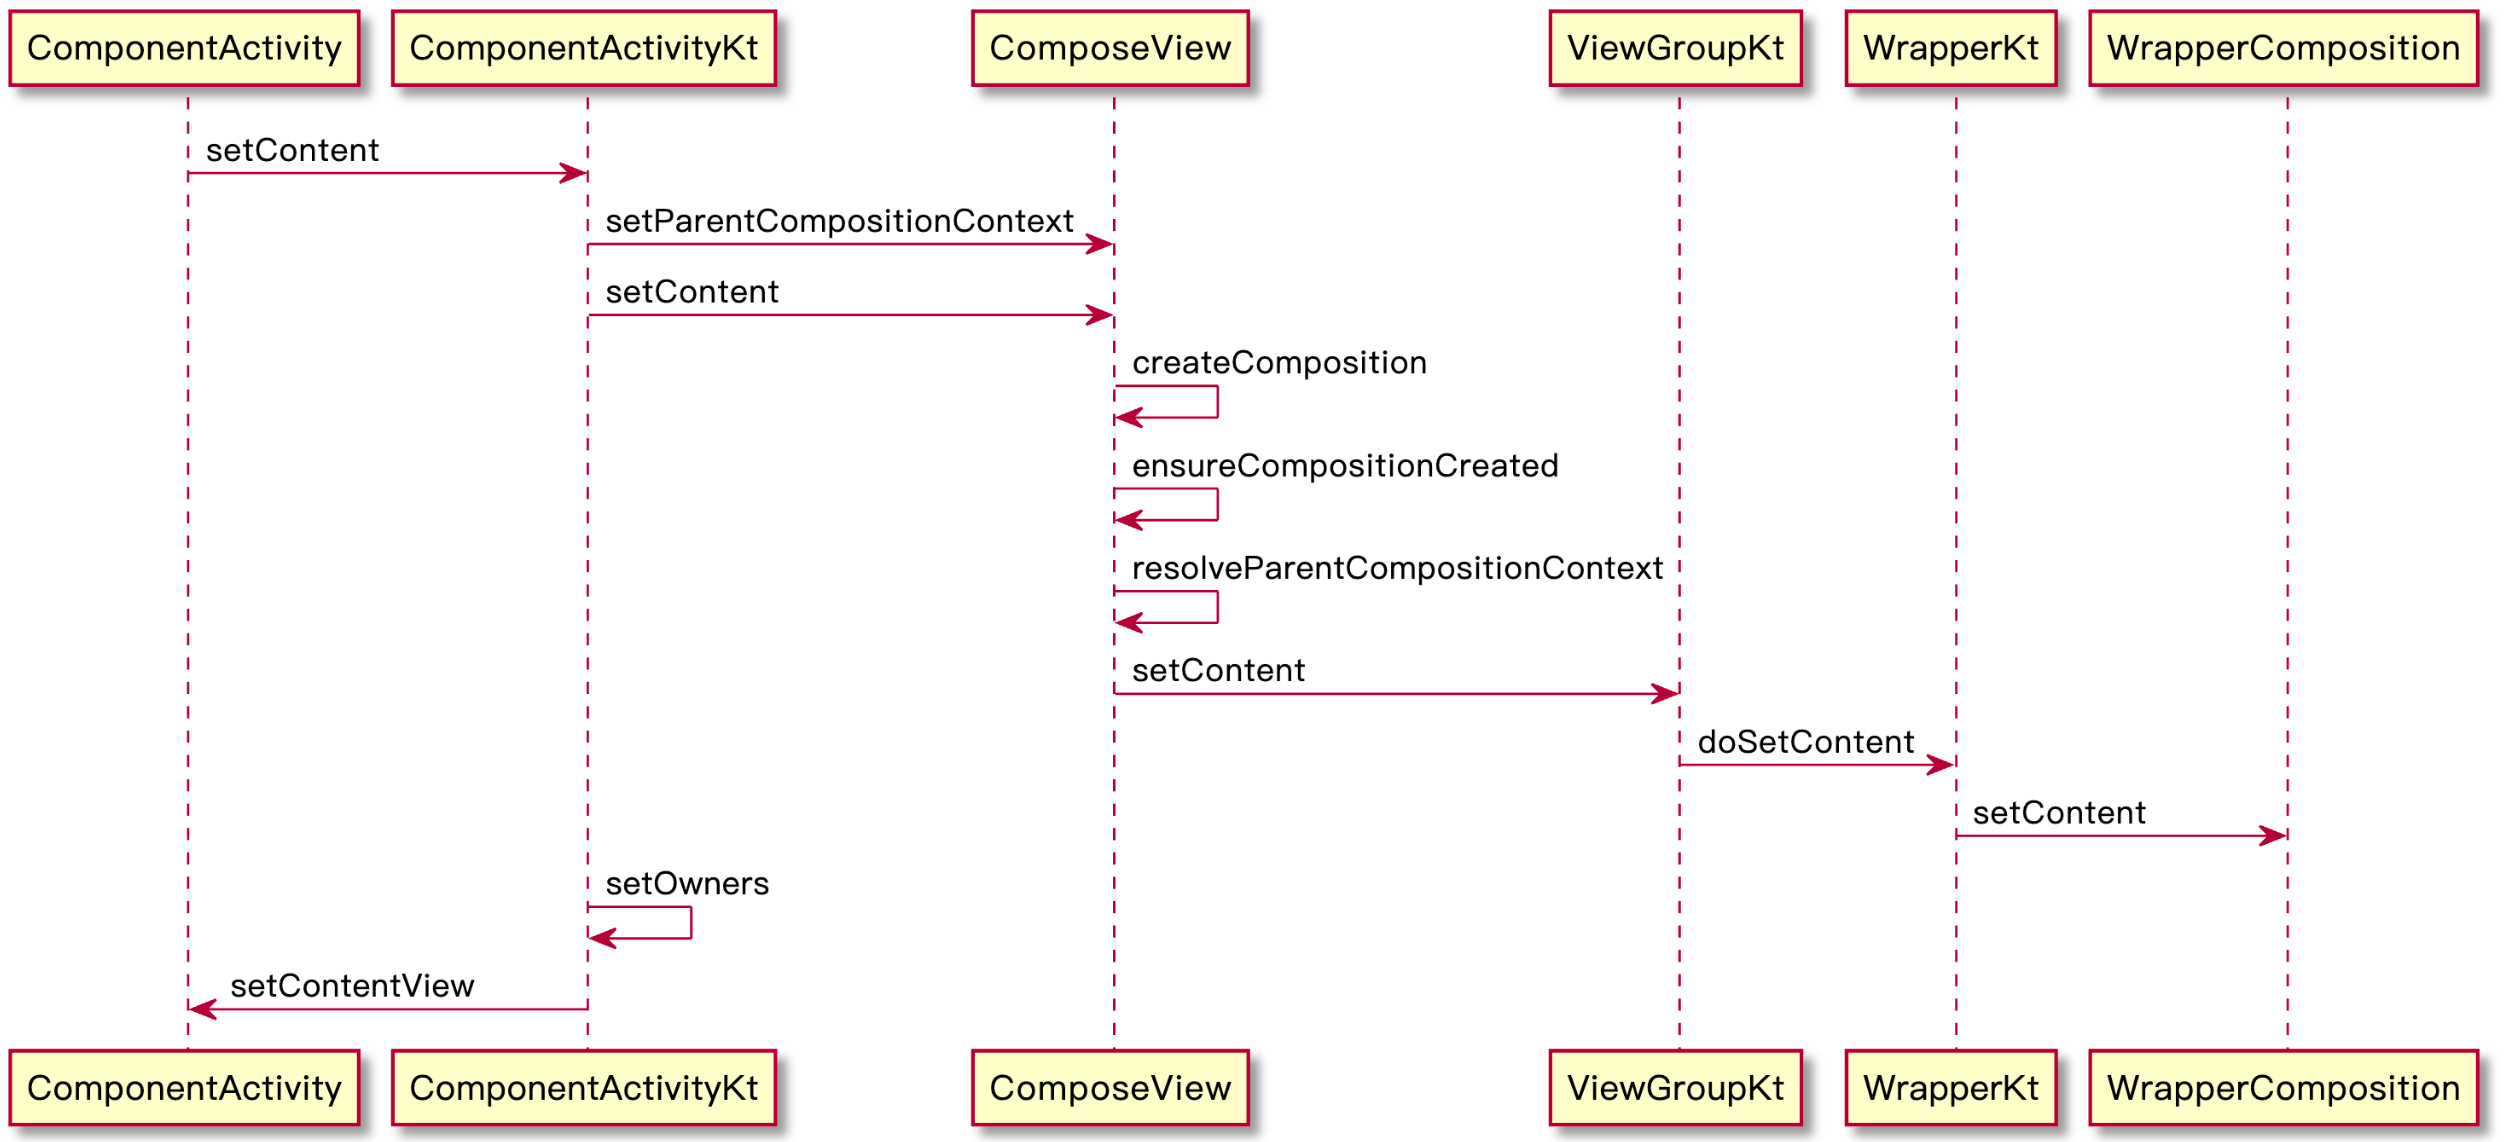 ComponentActivity
ComponentActivityKt
ComposeView
ViewGroupKt
WrapperKt
WrapperComposition
setContent
setParentCompositionContext
setContent
createComposition
ensureCompositionCreated
resolveParentCompositionContext
setContent
doSetContent
setContent
setOwners
setContentView
ComponentActivity
ComponentActivityKt
ComposeView
ViewGroupKt
WrapperKt
WrapperComposition